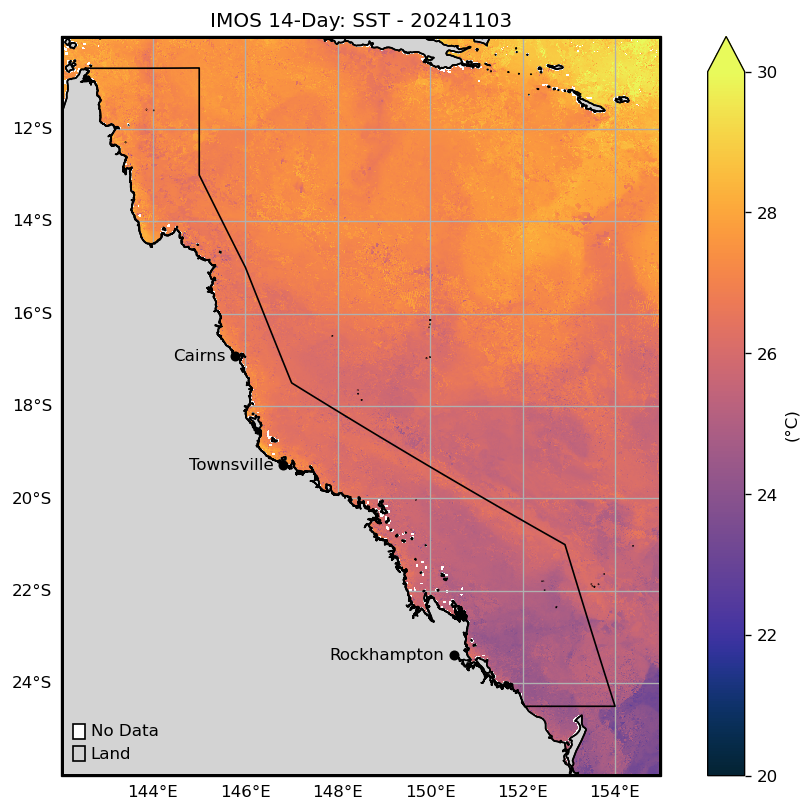 IMOS 14-Day: SST - 20241103
12°S
14°S
16°S
18°S
20°S
22°S
24°S
Cairns
Townsville
Rockhampton
No Data
Land
144°E 146°E 148°E 150°E 152°E 154°E
30
28
26
24
22
20
(°C)